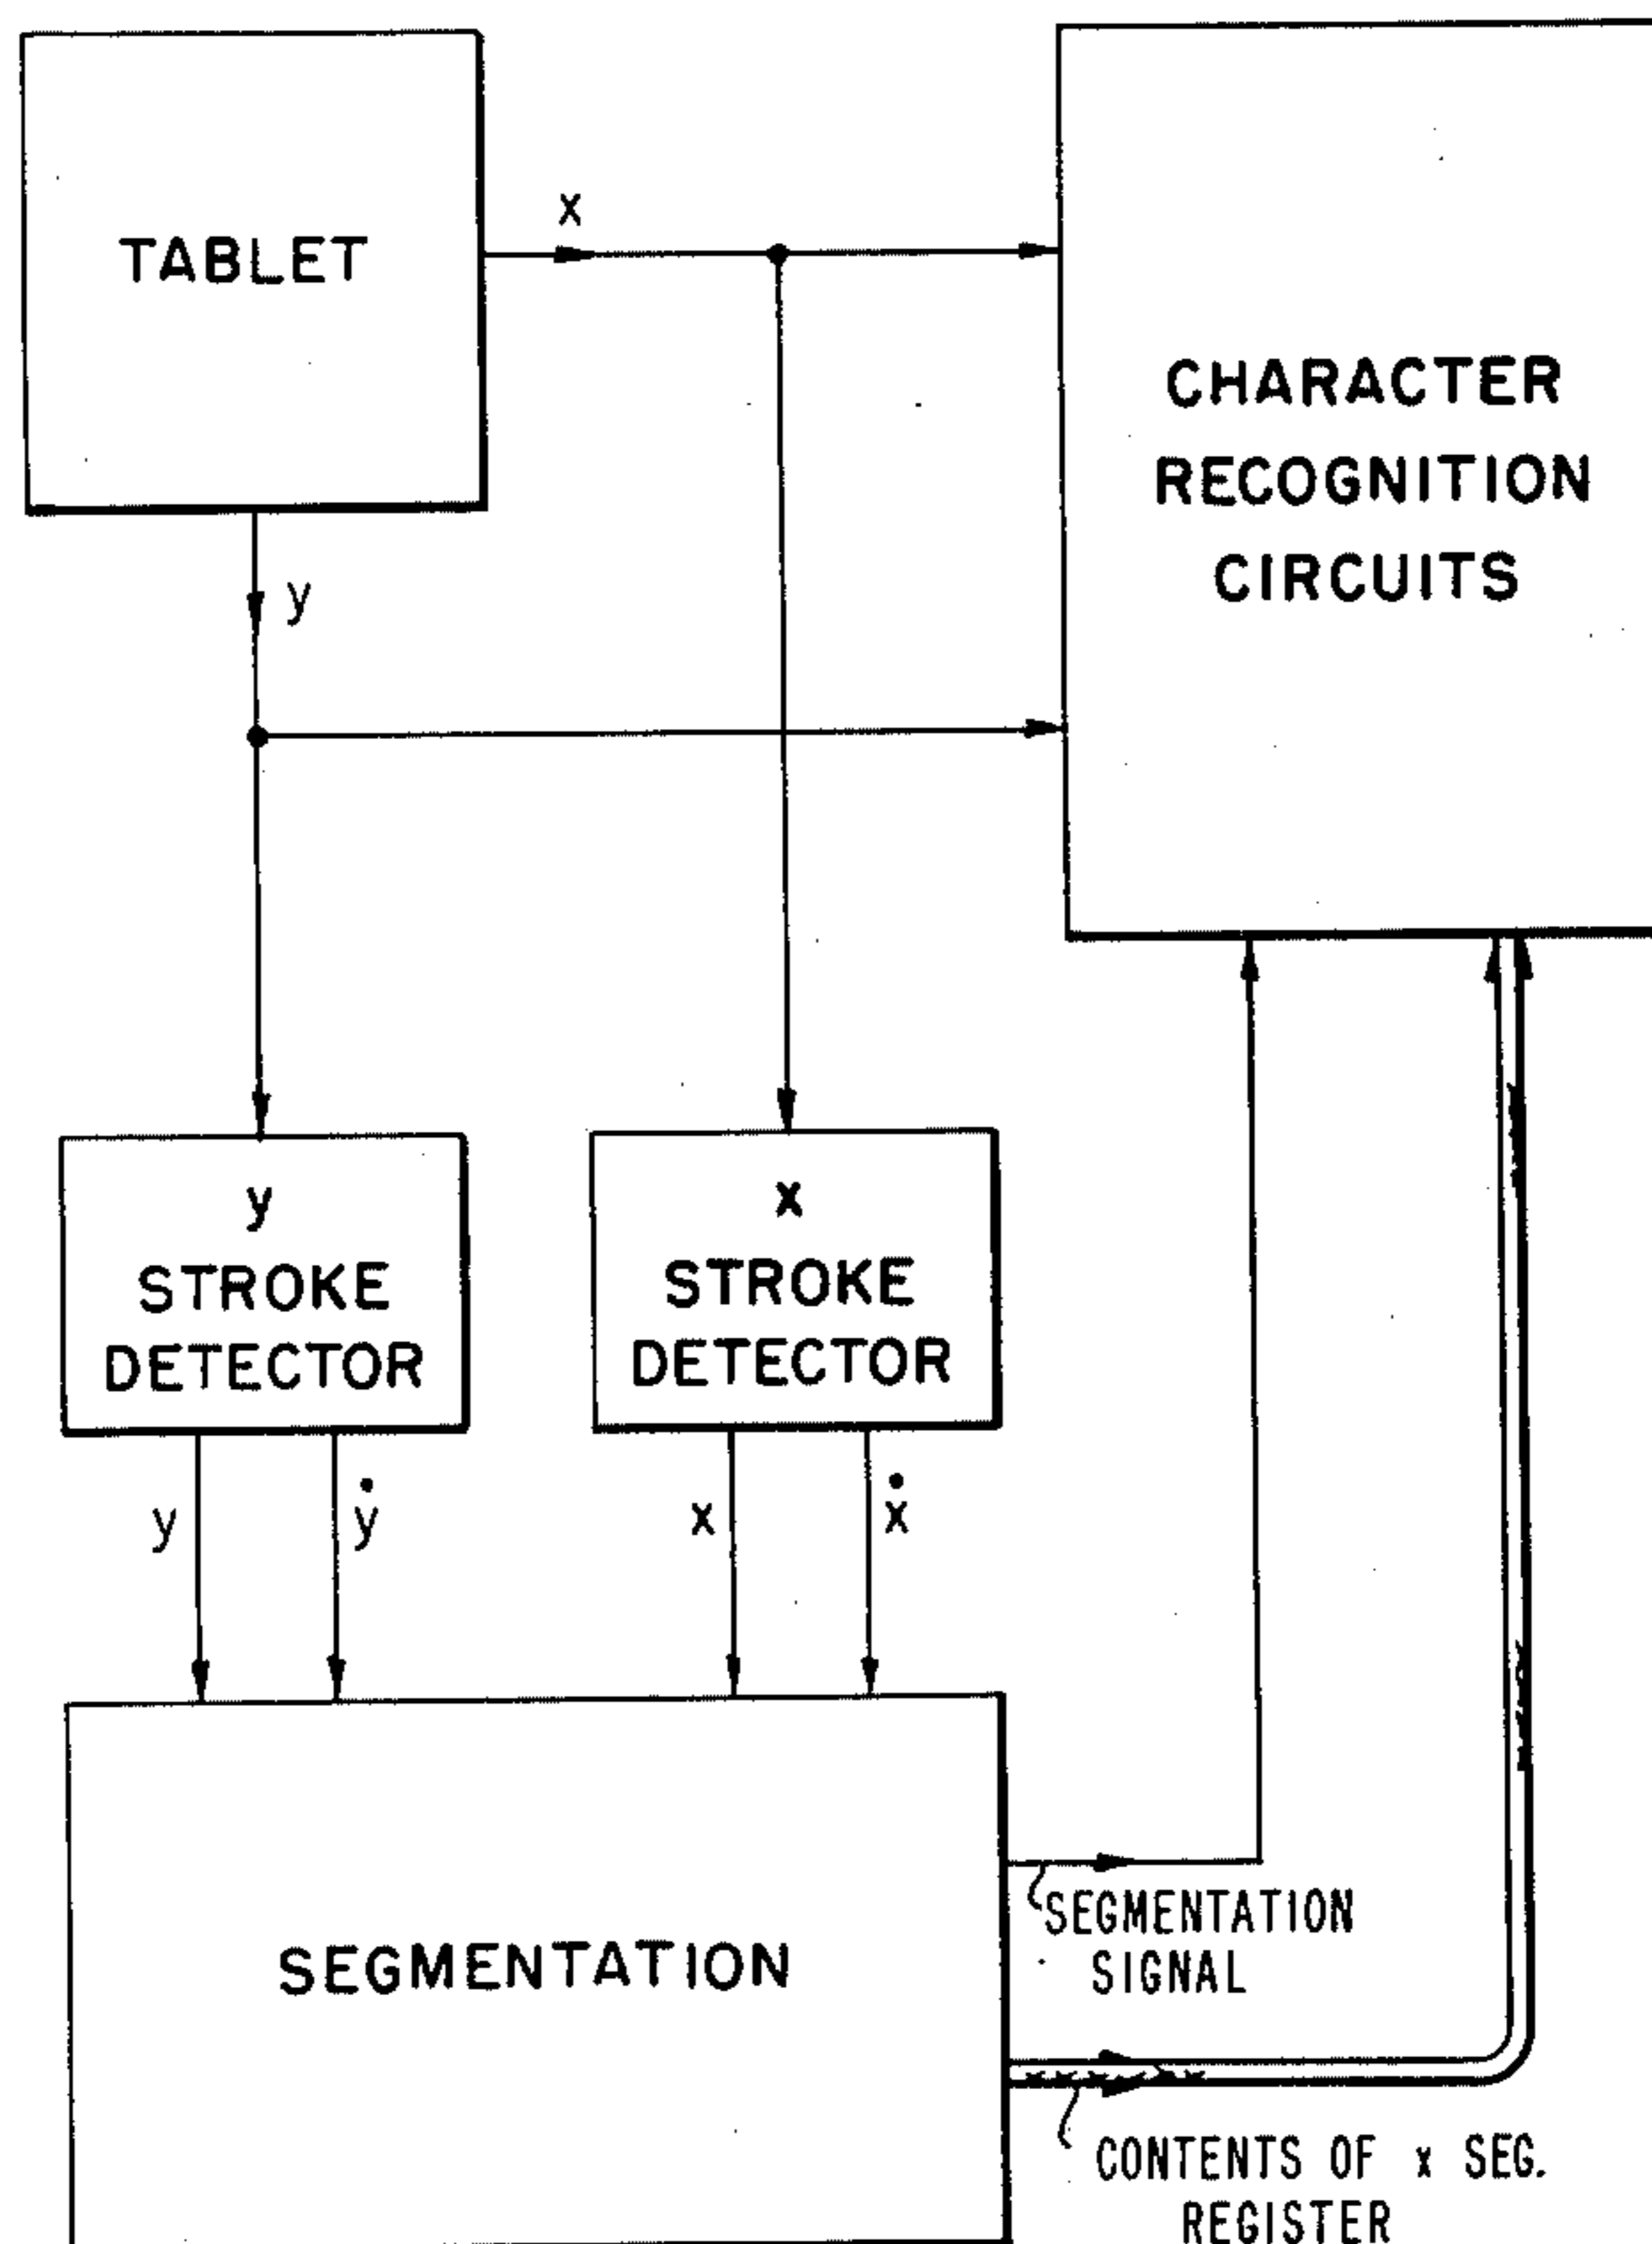 TABLET
x
CHARACTER
RECOGNITION
CIRCUITS
y
y
STROKE
DETECTOR
x
STROKE
DETECTOR
y
ẏ
x
ẋ
SEGMENTATION
SEGMENTATION
SIGNAL
CONTENTS OF x SEG.
REGISTER